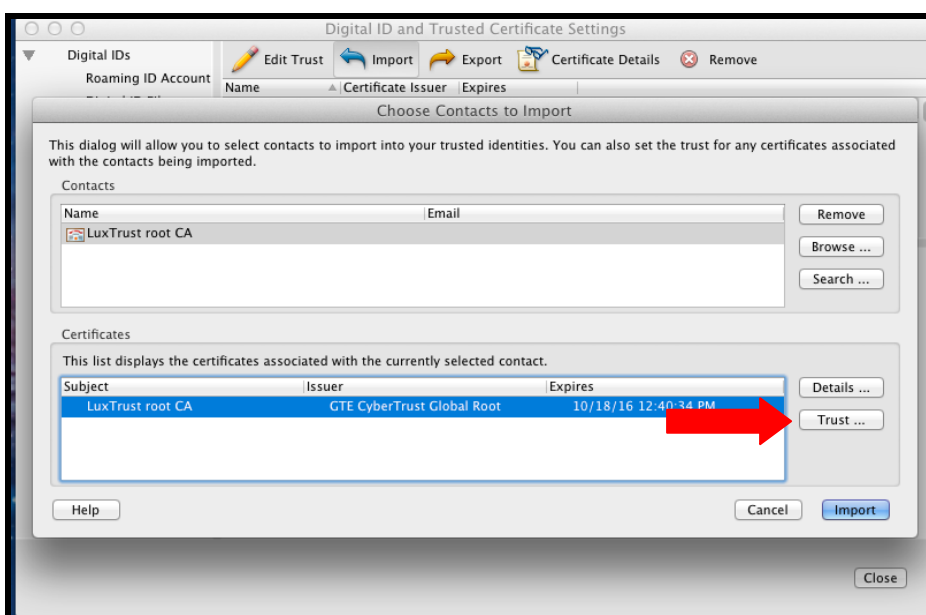 Digital ID and Trusted Certificate Settings
Digital IDs
Roaming ID Account
Edit Trust Import Export Certificate Details Remove
Name Certificate Issuer Expires
Choose Contacts to Import
This dialog will allow you to select contacts to import into your trusted identities. You can also set the trust for any certificates associated
with the contacts being imported.
Contacts
Name Email
LuxTrust root CA
Remove
Browse ...
Search ...
Certificates
This list displays the certificates associated with the currently selected contact.
Subject Issuer Expires
LuxTrust root CA GTE CyberTrust Global Root 10/18/16 12:40:34 PM
Details ...
Trust ...
Help Cancel Import
Close